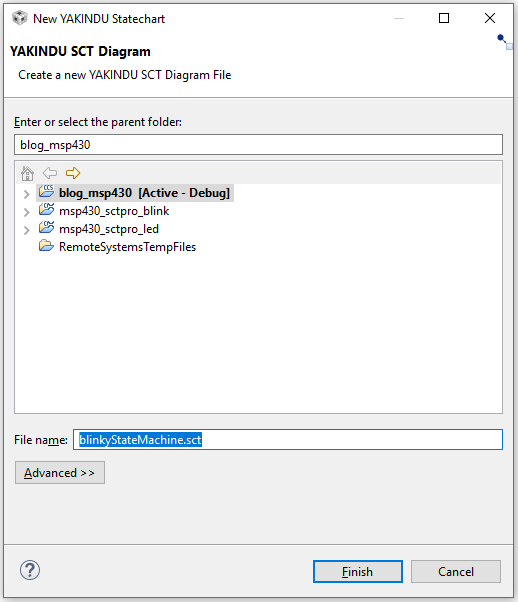 New YAKINDU Statechart
YAKINDU SCT Diagram
Create a new YAKINDU SCT Diagram File
Enter or select the parent folder:
blog_msp430
blog_msp430 [Active - Debug]
msp430_sctpro_blink
msp430_sctpro_led
RemoteSystemsTempFiles
File name: blinkyStateMachine.sct
Advanced >>
? Finish Cancel